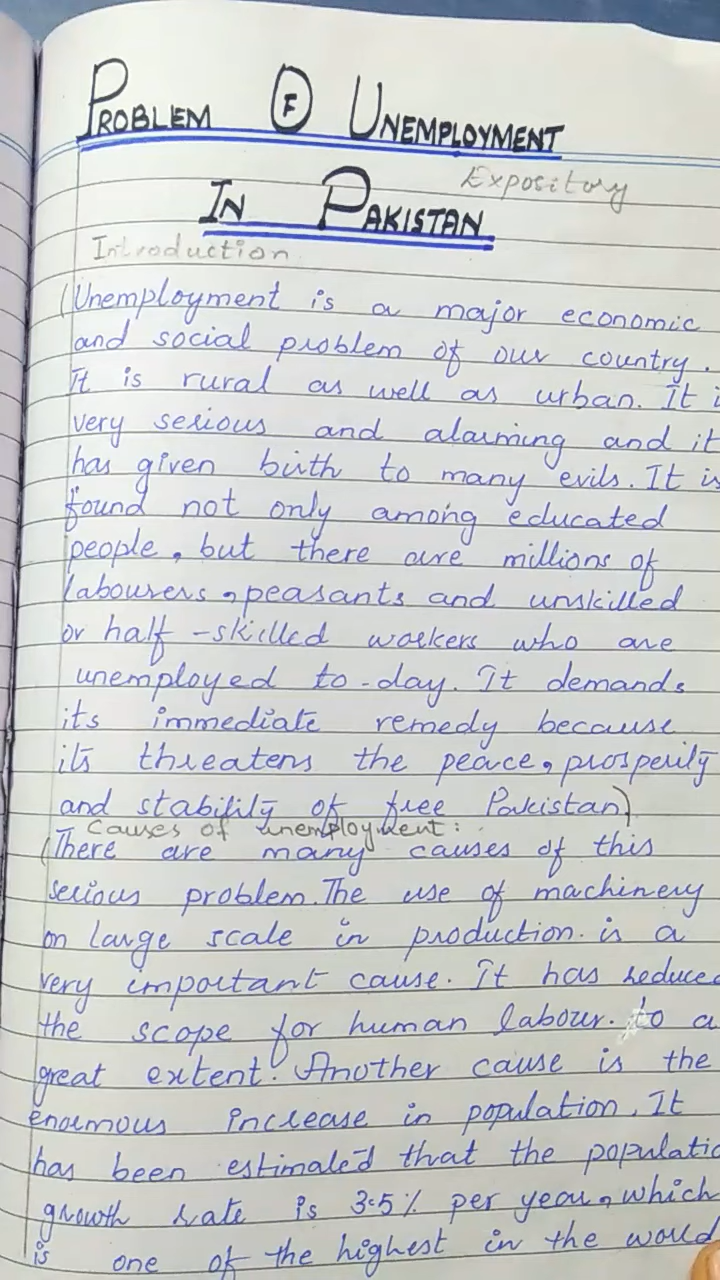 PROBLEM OF UNEMPLOYMENT
Expository
IN PAKISTAN
Introduction
(Unemployment is a major economic
and social problem of our country.
It is rural as well as urban. It i
very serious and alarming and it
has given birth to many evils. It is
found not only among educated
people, but there are millions of
labourers, peasants and unskilled
or half-skilled workers who are
unemployed to-day. It demands
its immediate remedy because
its threatens the peace, prosperity
and stability of free Pakistan)
Causes of unemployment:
(There are many causes of this
serious problem. The use of machinery
on large scale in production. is a
very important cause. It has reduced
the scope for human labour. to a
great extent. Another cause is the
enormous increase in population. It
has been estimated that the populatio
growth rate is 3.5% per year, which
is one of the highest in the world